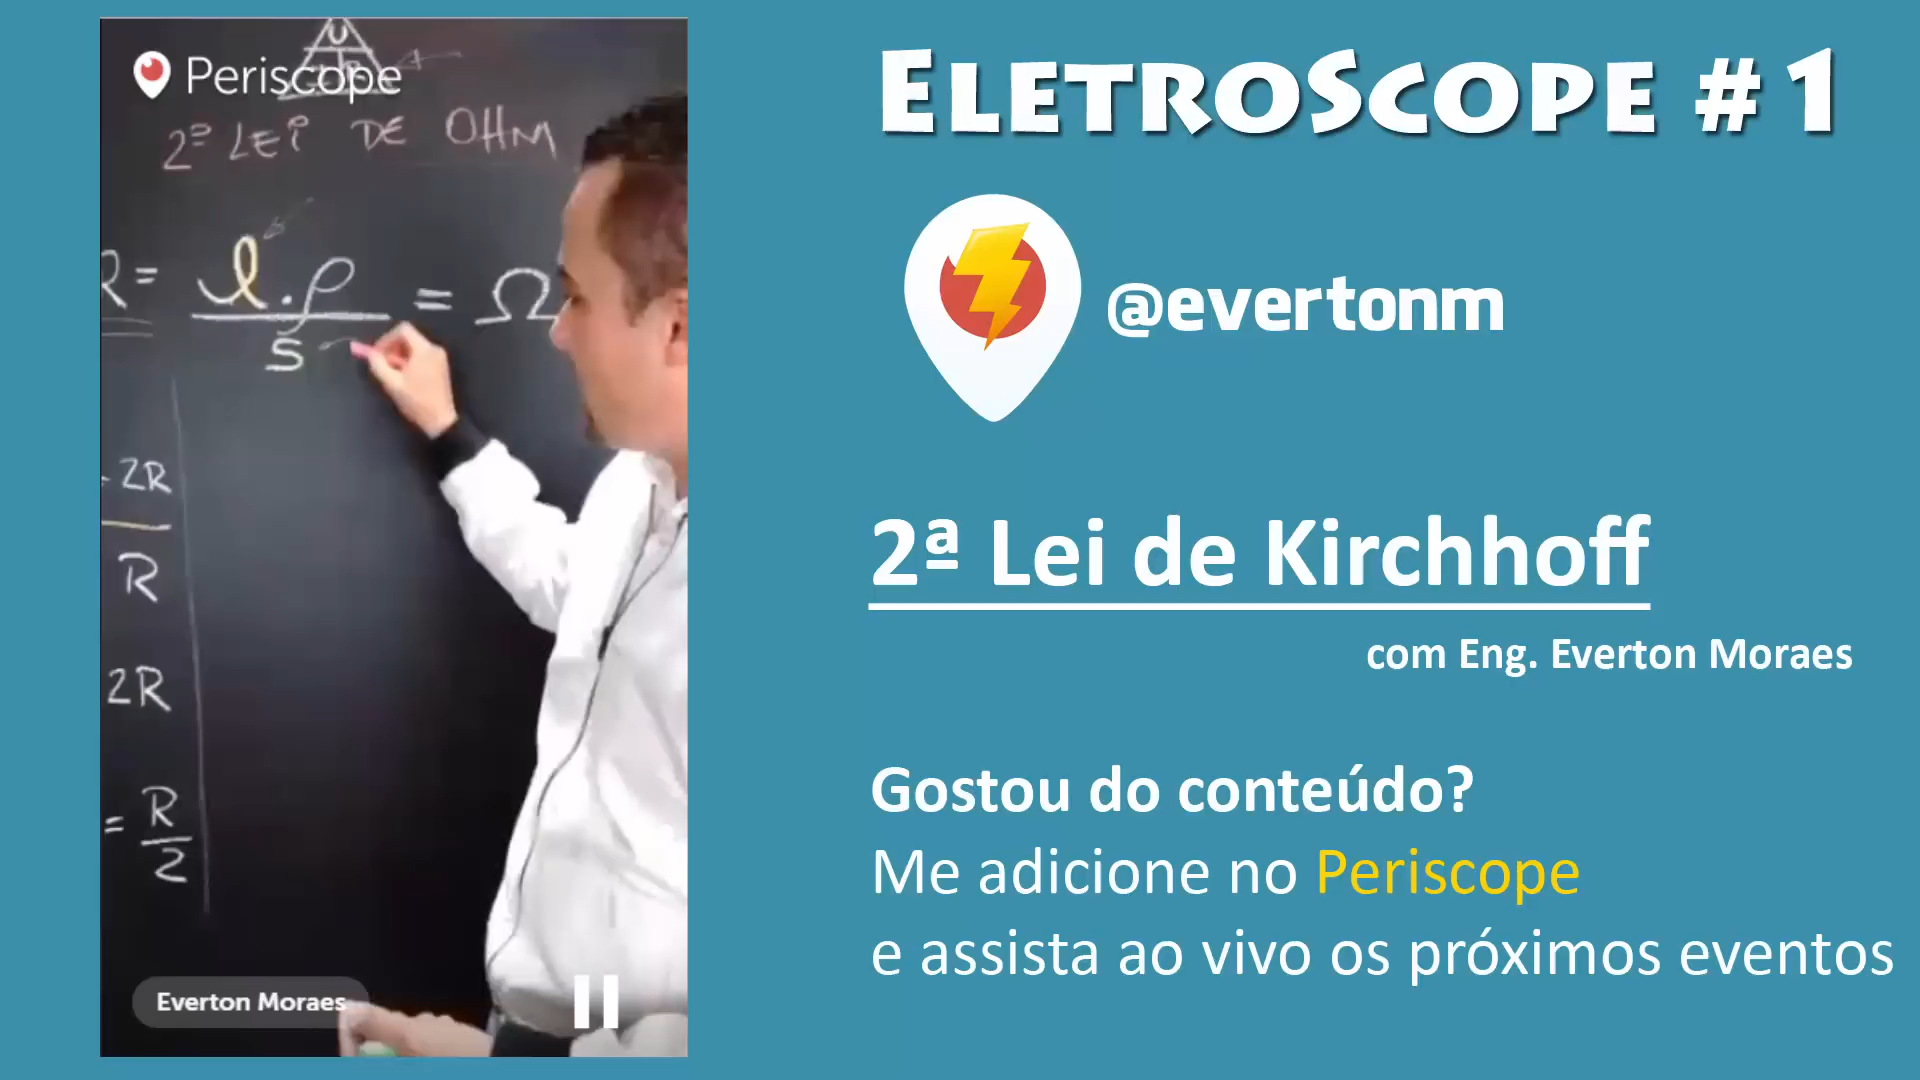 Periscope
U
2ª LEI DE OHM
R = l . ρ = Ω
S
2R
R
2R
= R
2
Everton Moraes
ELETROSCOPE #1
@evertonm
2ª Lei de Kirchhoff
com Eng. Everton Moraes
Gostou do conteúdo?
Me adicione no Periscope
e assista ao vivo os próximos eventos